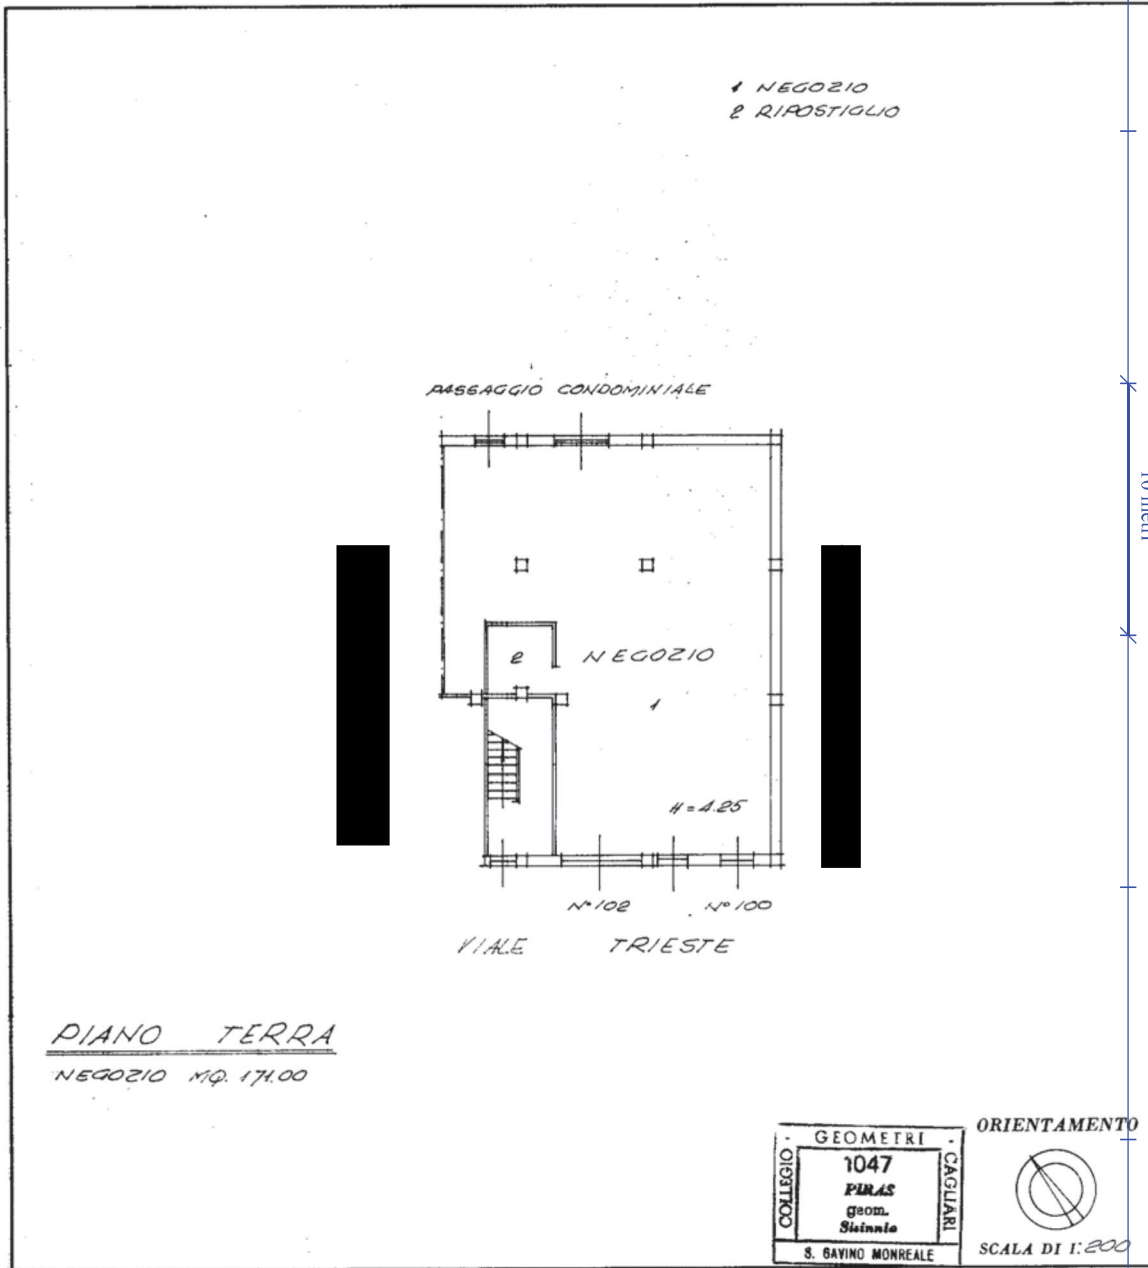 1 NEGOZIO
2 RIPOSTIGLIO
PASSAGGIO CONDOMINIALE
10 metri
2
NEGOZIO
1
H = 4.25
N° 102
N° 100
VIALE TRIESTE
PIANO TERRA
NEGOZIO MQ. 171.00
ORIENTAMENTO
COLLEGIO - GEOMETRI - CAGLIARI
1047
PIRAS
geom.
Sisinnio
S. GAVINO MONREALE
SCALA DI 1:200